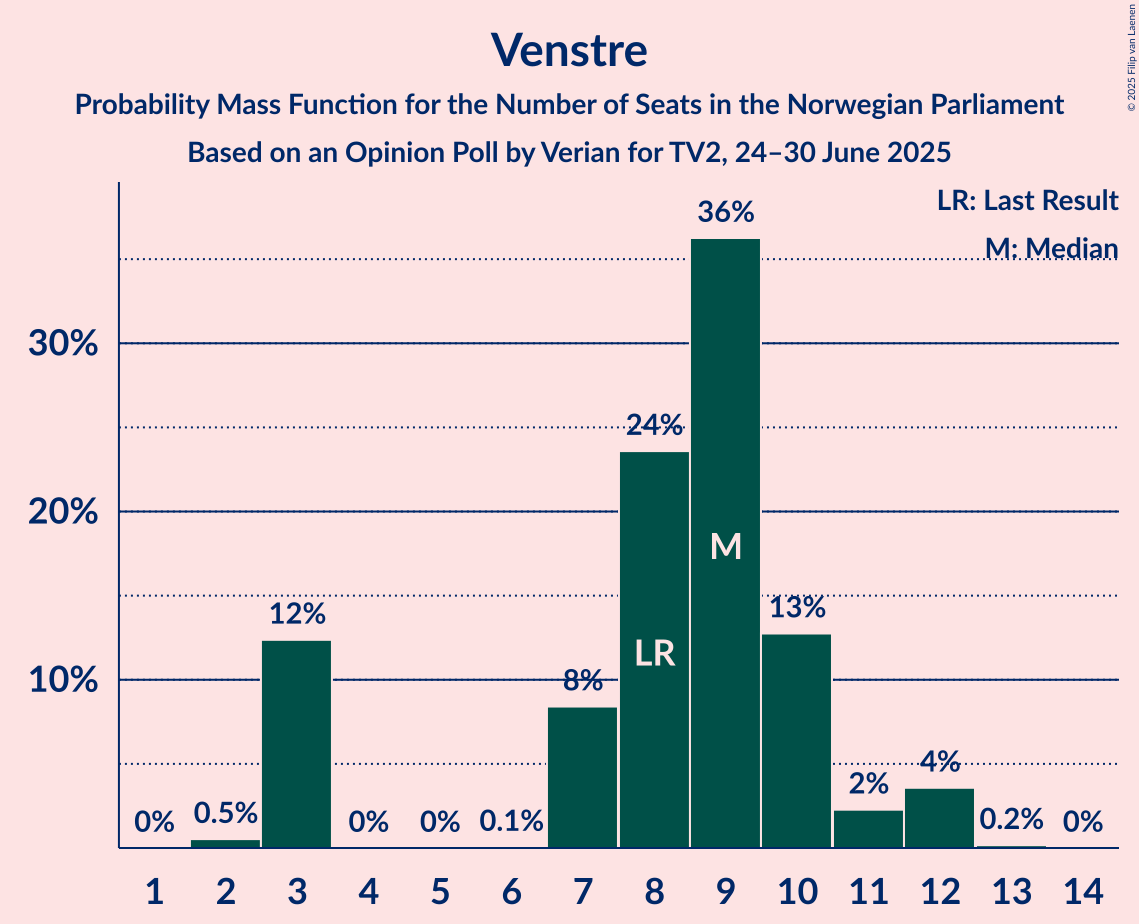 Venstre
Probability Mass Function for the Number of Seats in the Norwegian Parliament
Based on an Opinion Poll by Verian for TV2, 24–30 June 2025
© 2025 Filip van Laenen
LR: Last Result
M: Median
30%
20%
10%
0%
0.5%
12%
0%
0%
0.1%
8%
24%
36%
13%
2%
4%
0.2%
0%
LR
M
1 2 3 4 5 6 7 8 9 10 11 12 13 14